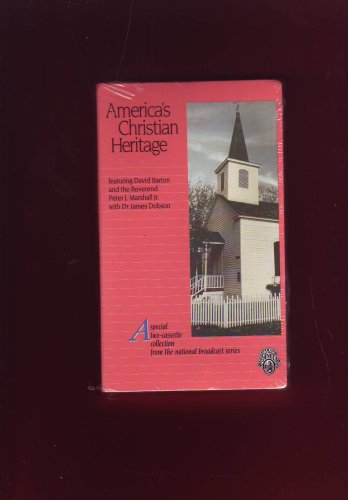 America's
Christian
Heritage
featuring David Barton
and the Reverend
Peter J. Marshall Jr.
with Dr. James Dobson
A special
two-cassette
collection
from the national broadcast series